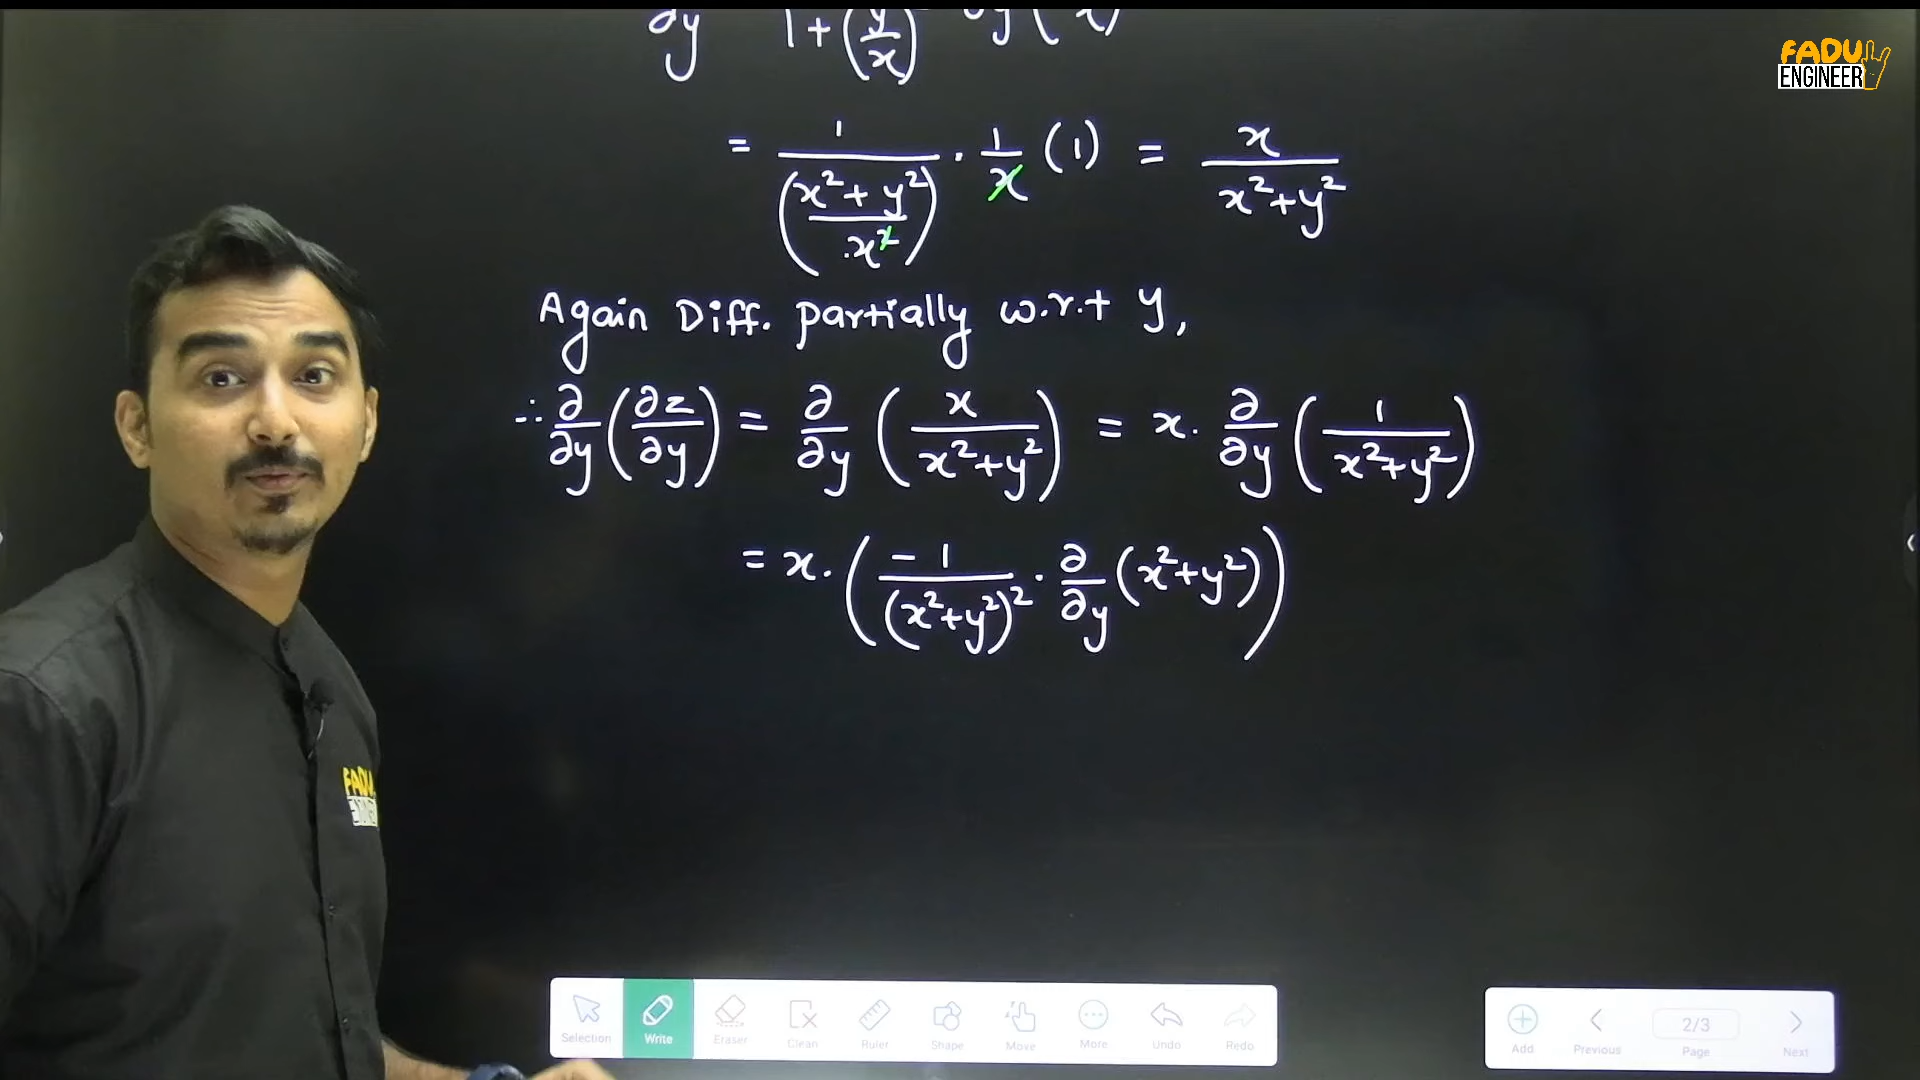 ∂y 1+(y/x) ∂y(
FADU
ENGINEER
= 1/((x²+y²)/x²) · 1/x (1) = x/(x²+y²)
Again Diff. partially w.r.t y,
∴ ∂/∂y (∂z/∂y) = ∂/∂y (x/(x²+y²)) = x. ∂/∂y (1/(x²+y²))
= x. (-1/(x²+y²)² · ∂/∂y (x²+y²))
FADU
Selection Write Eraser Clean Ruler Shape Move More Undo Redo
Add Previous 2/3 Page Next